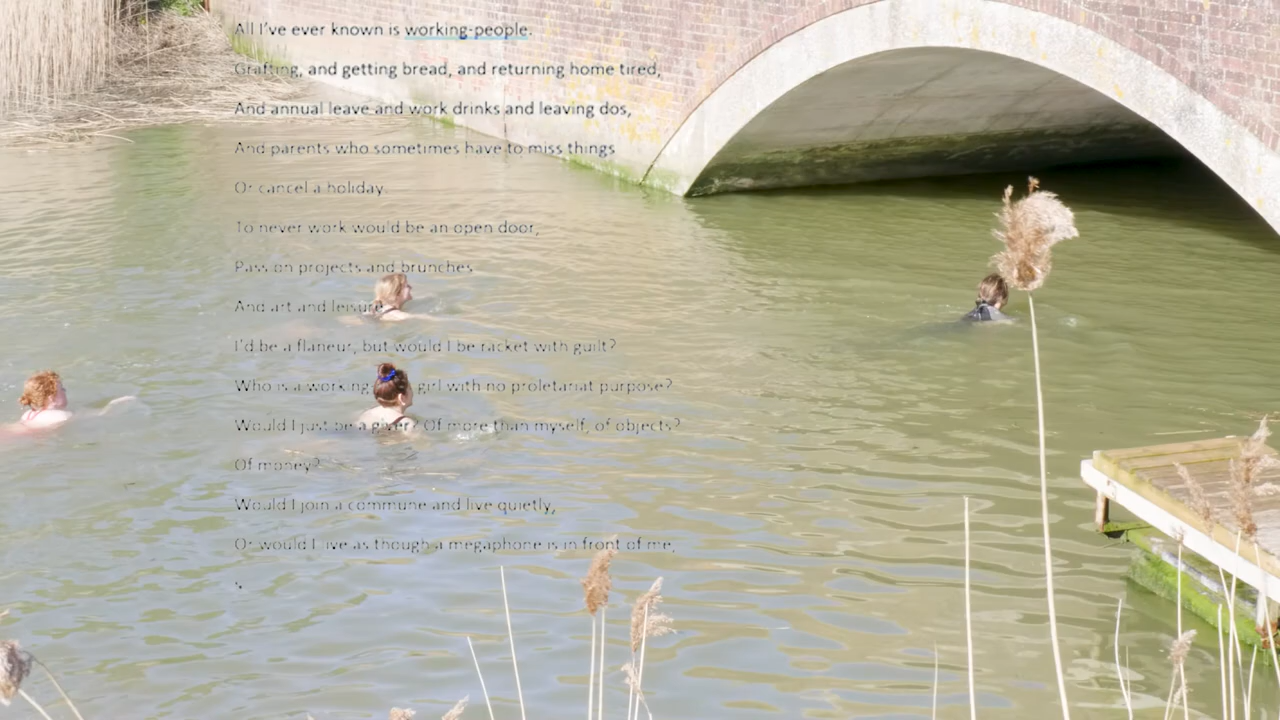 All I've ever known is working-people.
Grafting, and getting bread, and returning home tired,
And annual leave and work drinks and leaving dos,
And parents who sometimes have to miss things
Or cancel a holiday.
To never work would be an open door,
Pass on projects and brunches
And art and leisure.
I'd be a flaneur, but would I be racket with guilt?
Who is a working girl with no proletariat purpose?
Would I just be a giver? Of more than myself, of objects?
Of money?
Would I join a commune and live quietly,
Or would I live as though a megaphone is in front of me,